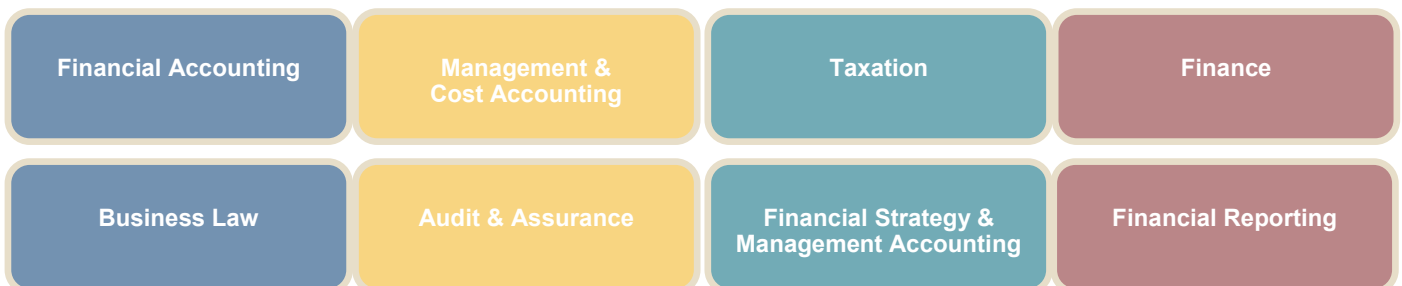 Financial Accounting
Management &
Cost Accounting
Taxation
Finance
Business Law
Audit & Assurance
Financial Strategy &
Management Accounting
Financial Reporting